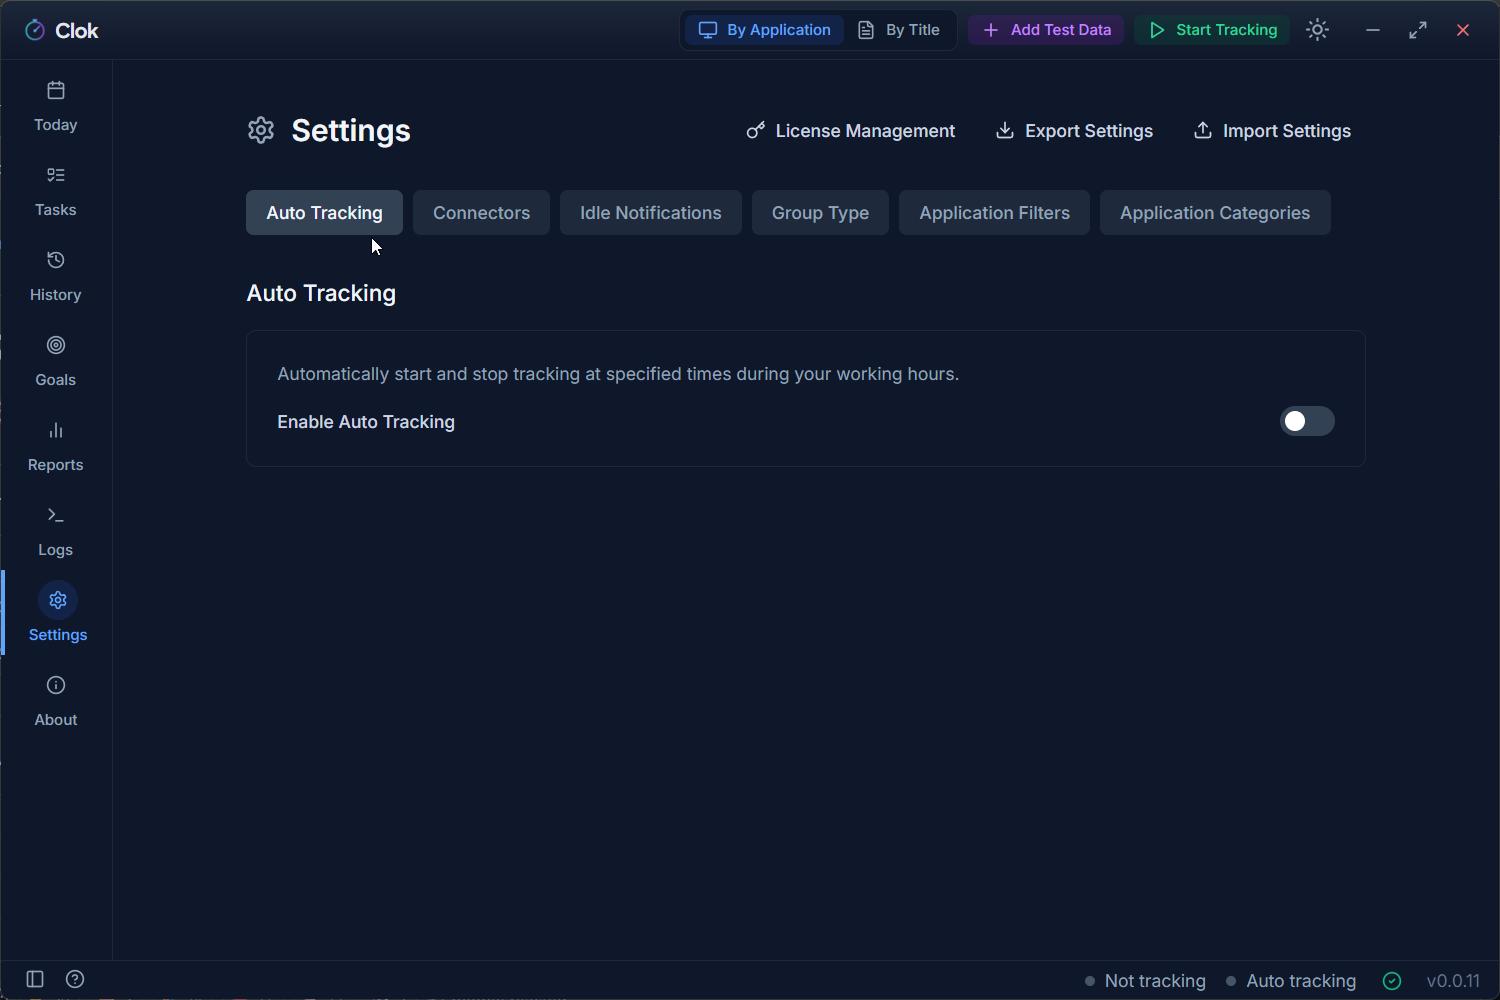 Clok
By Application
By Title
Add Test Data
Start Tracking
Today
Tasks
History
Goals
Reports
Logs
Settings
About
Settings
License Management
Export Settings
Import Settings
Auto Tracking
Connectors
Idle Notifications
Group Type
Application Filters
Application Categories
Auto Tracking
Automatically start and stop tracking at specified times during your working hours.
Enable Auto Tracking
Not tracking
Auto tracking
v0.0.11